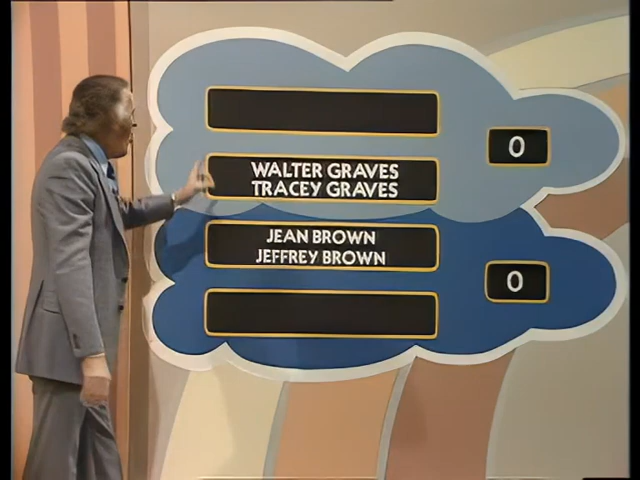 0
WALTER GRAVES
TRACEY GRAVES
JEAN BROWN
JEFFREY BROWN
0